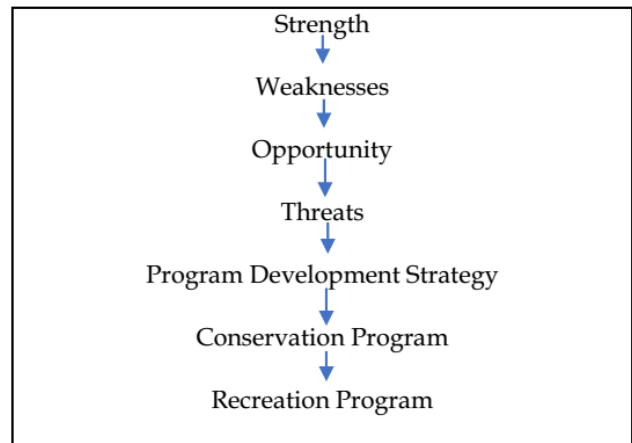 Strength
Weaknesses
Opportunity
Threats
Program Development Strategy
Conservation Program
Recreation Program